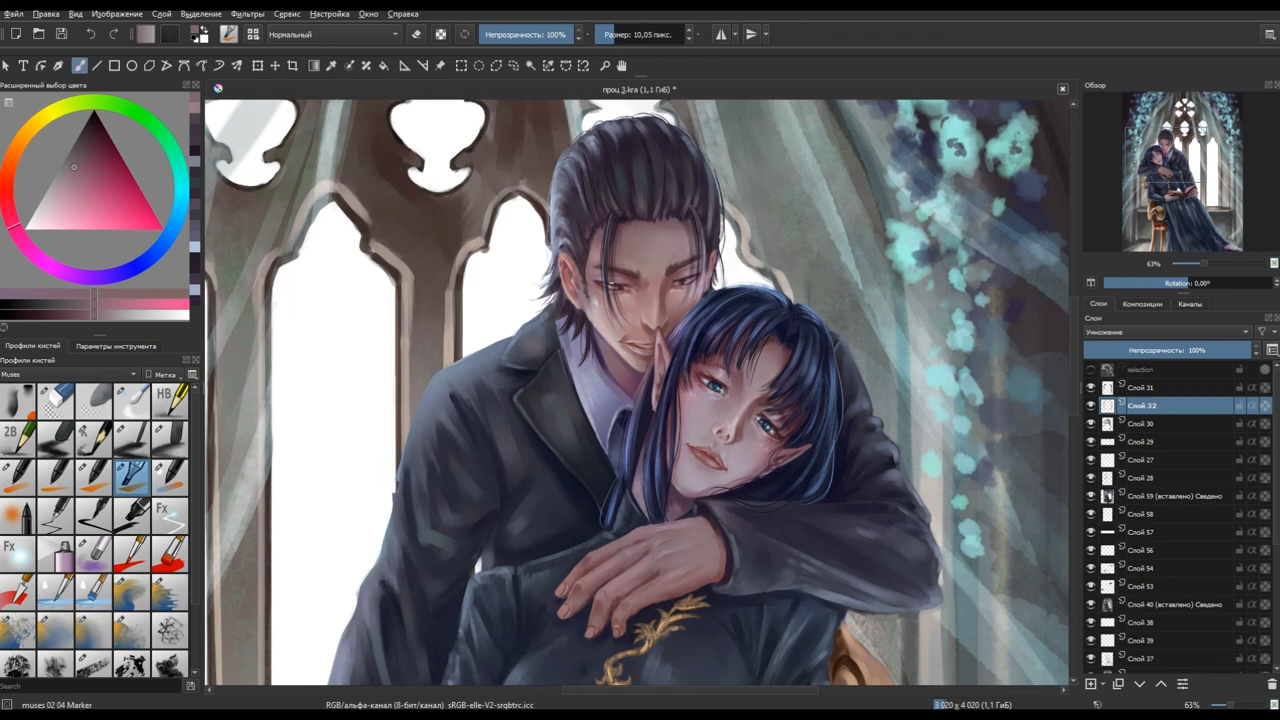 Файл Правка Вид Изображение Слой Выделение Фильтры Сервис Настройка Окно Справка
Нормальный Непрозрачность: 100% Размер: 10,05 пикс.
Расширенный выбор цвета
проц 3.kra (1,1 ГиБ) *
Обзор
63%
Rotation: 0,00°
Слои Композиции Каналы
Слои
Умножение
Непрозрачность: 100%
selection
Слой 31
Слой 32
Слой 30
Слой 29
Слой 27
Слой 28
Слой 59 (вставлено) Сведено
Слой 58
Слой 57
Слой 56
Слой 54
Слой 53
Слой 40 (вставлено) Сведено
Слой 38
Слой 39
Слой 37
Профили кистей Параметры инструмента
Профили кистей
Muses Метка
HB
2B
Fx
Fx
Search
muses 02 04 Marker RGB/альфа-канал (8-бит/канал) sRGB-elle-V2-srgbtrc.icc 3 020 x 4 020 (1,1 ГиБ) 63%